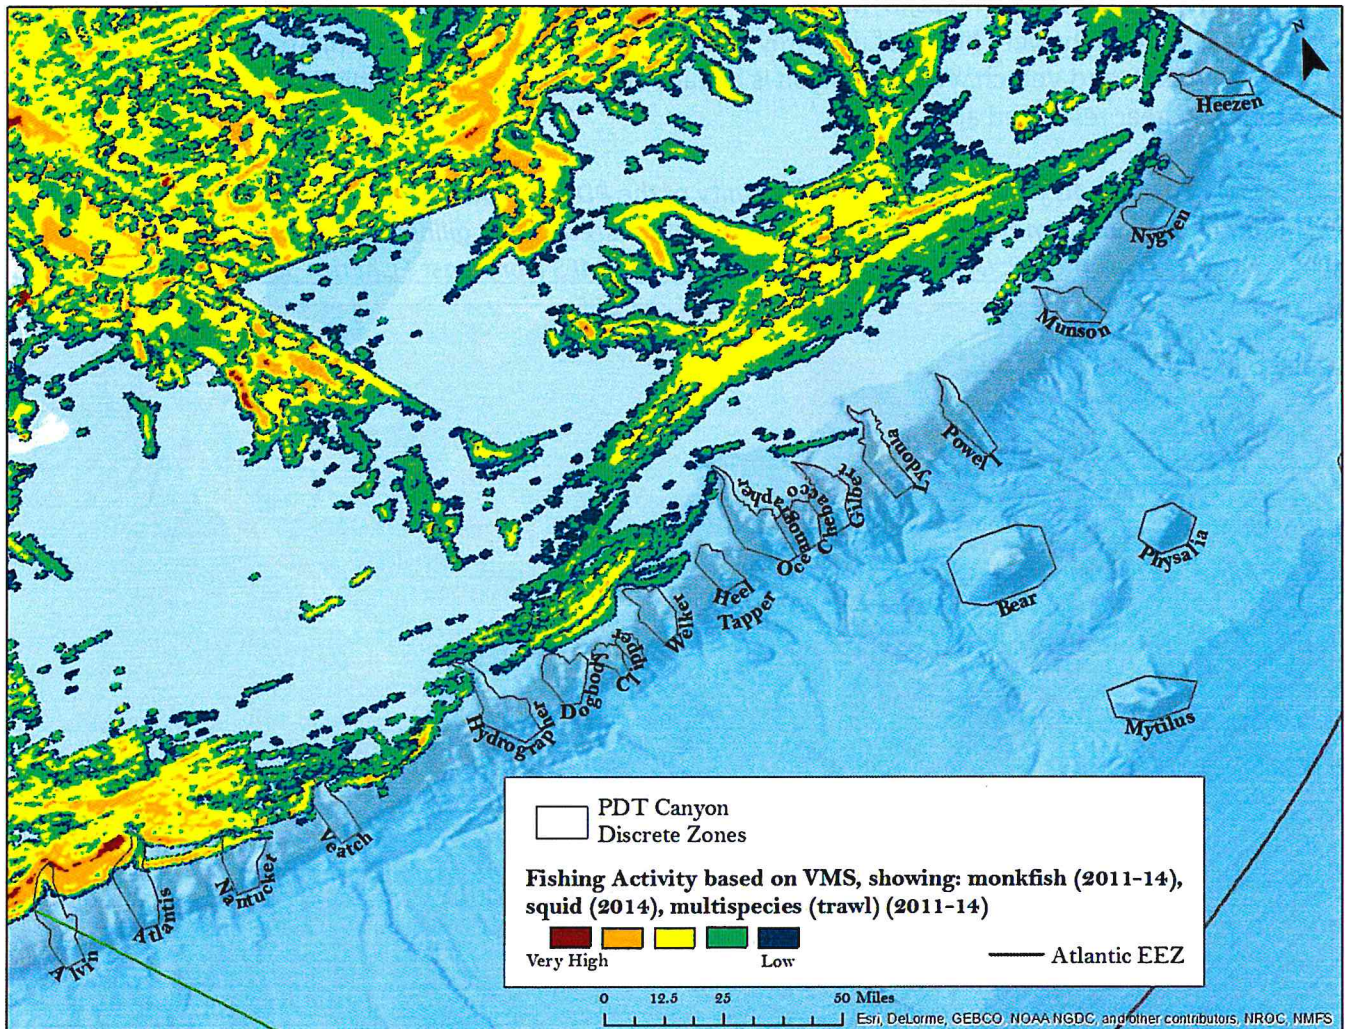 N
Heezen
Nygren
Munson
Powel
Lydonia
Gilbert
Chebacco
Oceanographer
Heel
Tapper
Welker
Clipper
Dogbody
Hydrographer
Veatch
Nantucket
Atlantis
Alvin
Physalia
Bear
Mytilus
PDT Canyon
Discrete Zones
Fishing Activity based on VMS, showing: monkfish (2011-14),
squid (2014), multispecies (trawl) (2011-14)
Very High Low
Atlantic EEZ
0 12.5 25 50 Miles
Esri, DeLorme, GEBCO, NOAA NGDC, and other contributors, NROC, NMFS